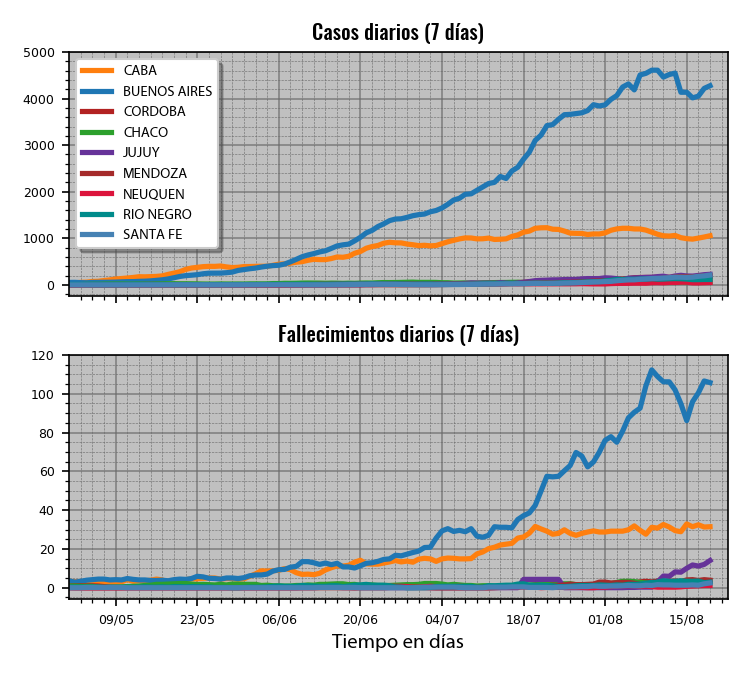 Casos diarios (7 días)
5000
4000
3000
2000
1000
0
CABA
BUENOS AIRES
CORDOBA
CHACO
JUJUY
MENDOZA
NEUQUEN
RIO NEGRO
SANTA FE
Fallecimientos diarios (7 días)
120
100
80
60
40
20
0
09/05 23/05 06/06 20/06 04/07 18/07 01/08 15/08
Tiempo en días